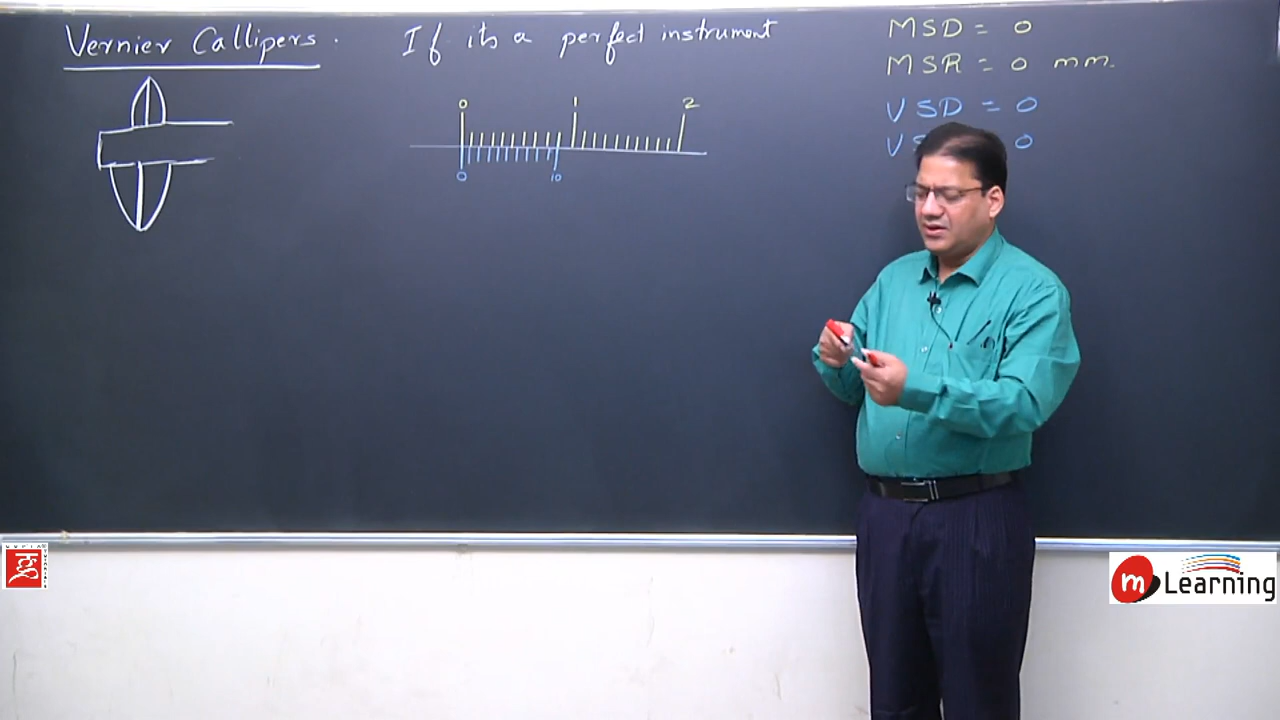 Vernier Callipers. If its a perfect instrument
MSD = 0
MSR = 0 mm.
VSD = 0
0
0 1 2
0 10
m Learning